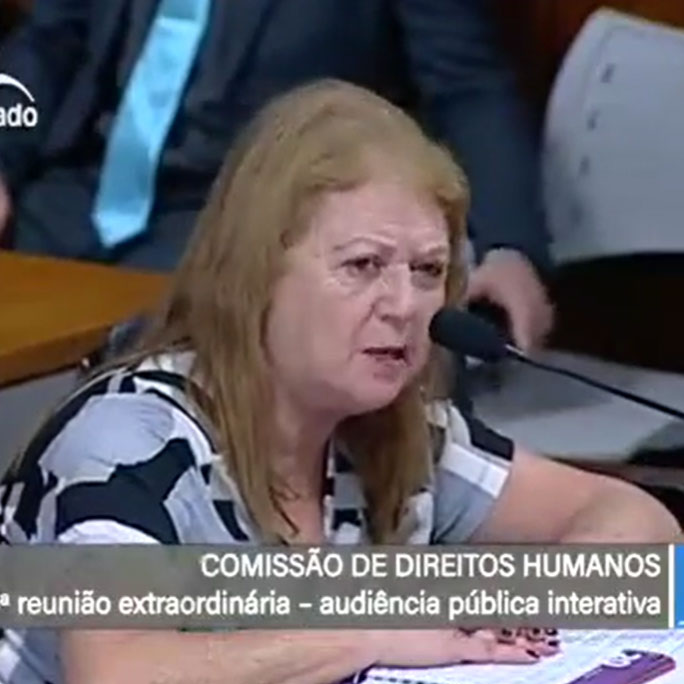 ado
COMISSÃO DE DIREITOS HUMANOS
ª reunião extraordinária – audiência pública interativa